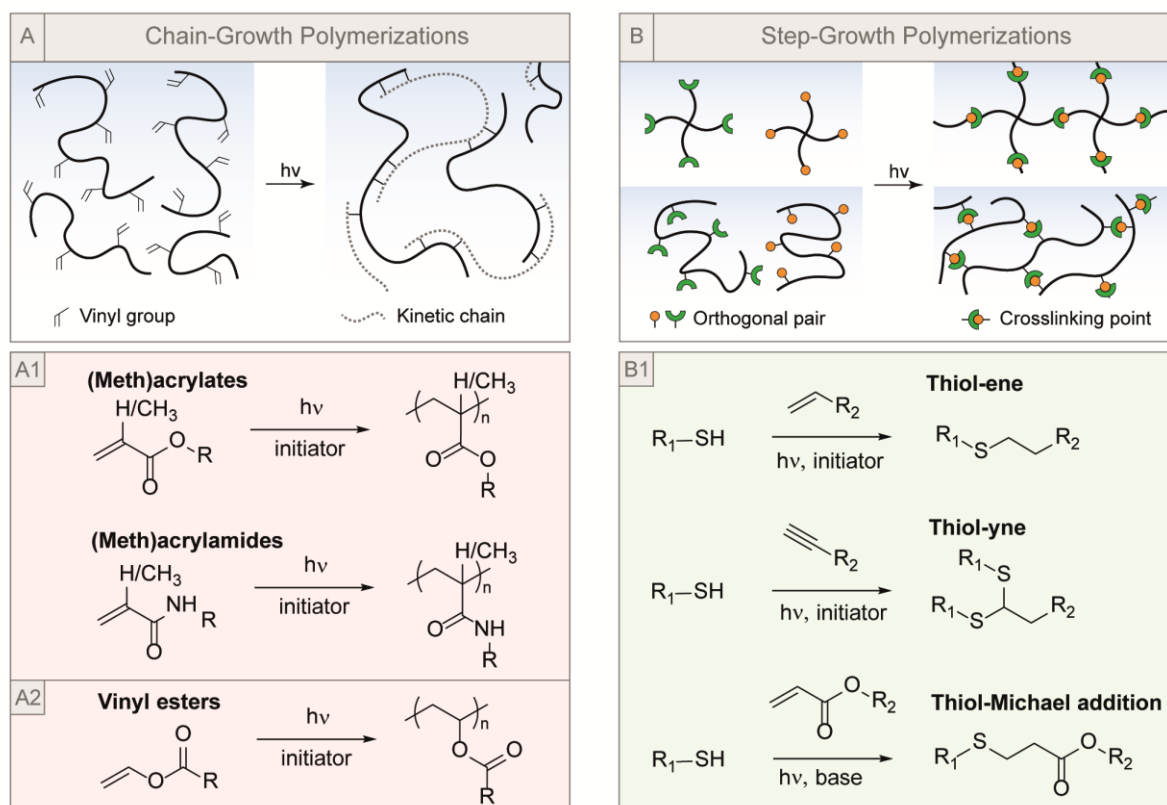 A
Chain-Growth Polymerizations
hν
Vinyl group
Kinetic chain
B
Step-Growth Polymerizations
hν
Orthogonal pair
Crosslinking point
A1
(Meth)acrylates
H/CH3
O
R
O
hν
initiator
H/CH3
n
O
O
R
(Meth)acrylamides
H/CH3
NH
R
O
hν
initiator
H/CH3
n
O
NH
R
A2
Vinyl esters
O
O
R
hν
initiator
n
O
O
R
B1
Thiol-ene
R1–SH
R2
hν, initiator
R1
S
R2
Thiol-yne
R1–SH
R2
hν, initiator
R1
S
R1
S
R2
Thiol-Michael addition
R1–SH
O
R2
O
hν, base
R1
S
O
R2
O